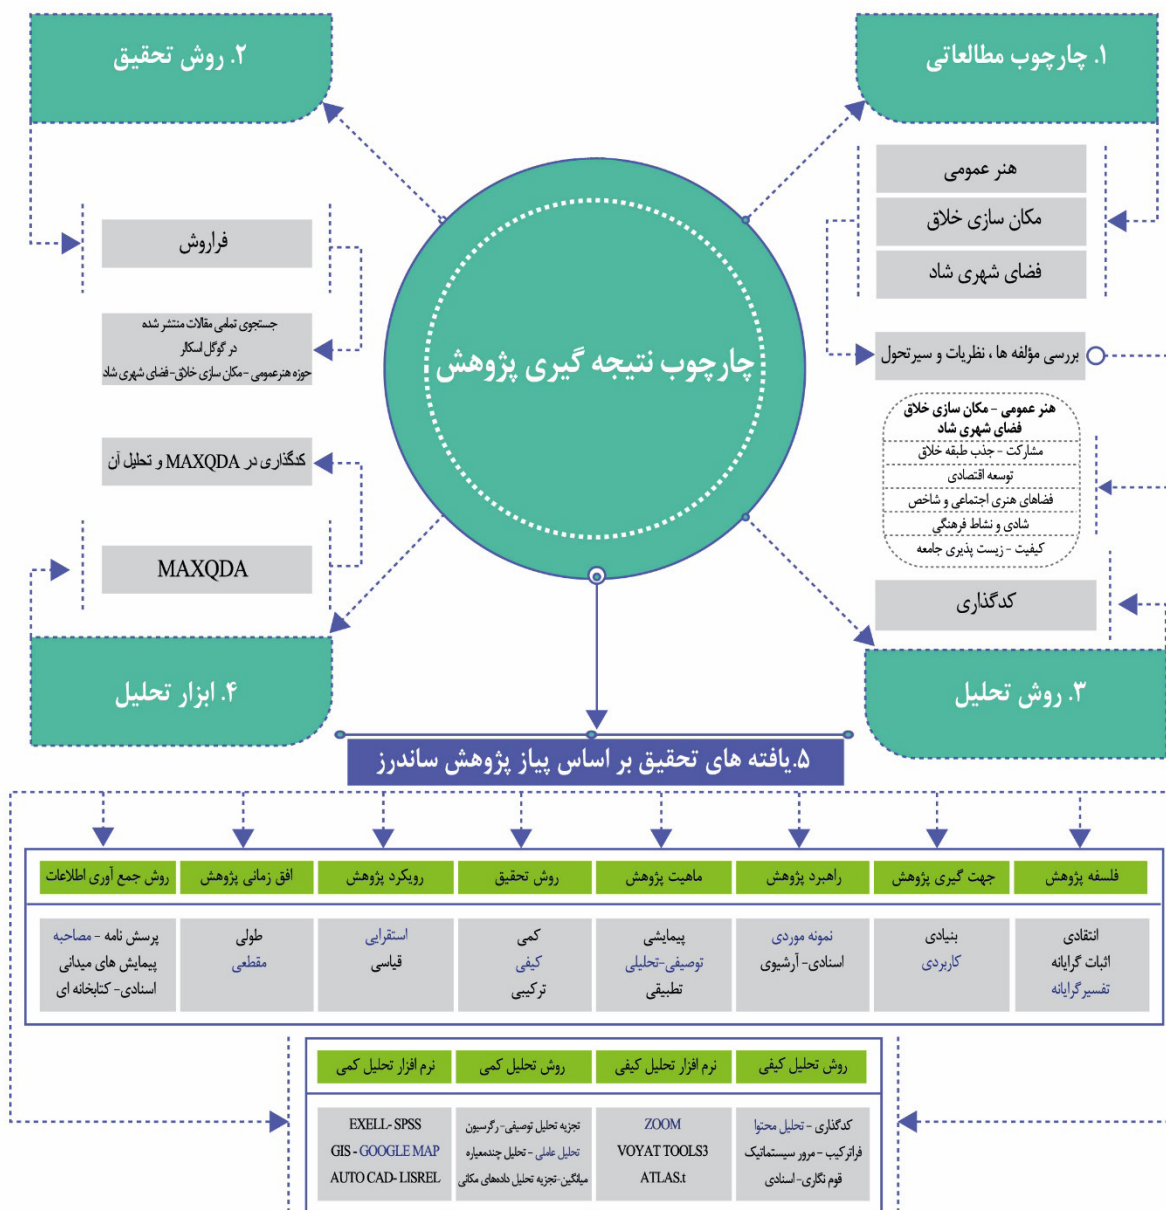 ۱. چارچوب مطالعاتی
هنر عمومی
مکان سازی خلاق
فضای شهری شاد
بررسی مؤلفه ها ، نظریات و سیرتحول
هنر عمومی - مکان سازی خلاق
فضای شهری شاد
مشارکت - جذب طبقه خلاق
توسعه اقتصادی
فضاهای هنری اجتماعی و شاخص
شادی و نشاط فرهنگی
کیفیت - زیست پذیری جامعه
کدگذاری
۲. روش تحقیق
فراروش
جستجوی تمامی مقالات منتشر شده
در گوگل اسکالر
حوزه هنرعمومی -مکان سازی خلاق-فضای شهری شاد
کدگذاری در MAXQDA و تحلیل آن
MAXQDA
چارچوب نتیجه گیری پژوهش
۳. روش تحلیل
۴. ابزار تحلیل
۵.یافته های تحقیق بر اساس پیاز پژوهش ساندرز
فلسفه پژوهش
انتقادی
اثبات گرایانه
تفسیرگرایانه
جهت گیری پژوهش
بنیادی
کاربردی
راهبرد پژوهش
نمونه موردی
اسنادی- آرشیوی
ماهیت پژوهش
پیمایشی
توصیفی-تحلیلی
تطبیقی
روش تحقیق
کمی
کیفی
ترکیبی
رویکرد پژوهش
استقرایی
قیاسی
افق زمانی پژوهش
طولی
مقطعی
روش جمع آوری اطلاعات
پرسش نامه - مصاحبه
پیمایش های میدانی
اسنادی- کتابخانه ای
روش تحلیل کیفی
کدگذاری - تحلیل محتوا
فراترکیب - مرور سیستماتیک
قوم نگاری- اسنادی
نرم افزار تحلیل کیفی
ZOOM
VOYAT TOOLS3
ATLAS.t
روش تحلیل کمی
تجزیه تحلیل توصیفی- رگرسیون
تحلیل عاملی - تحلیل چندمعیاره
میانگین-تجزیه تحلیل داده‌های مکانی
نرم افزار تحلیل کمی
EXELL- SPSS
GIS - GOOGLE MAP
AUTO CAD- LISREL